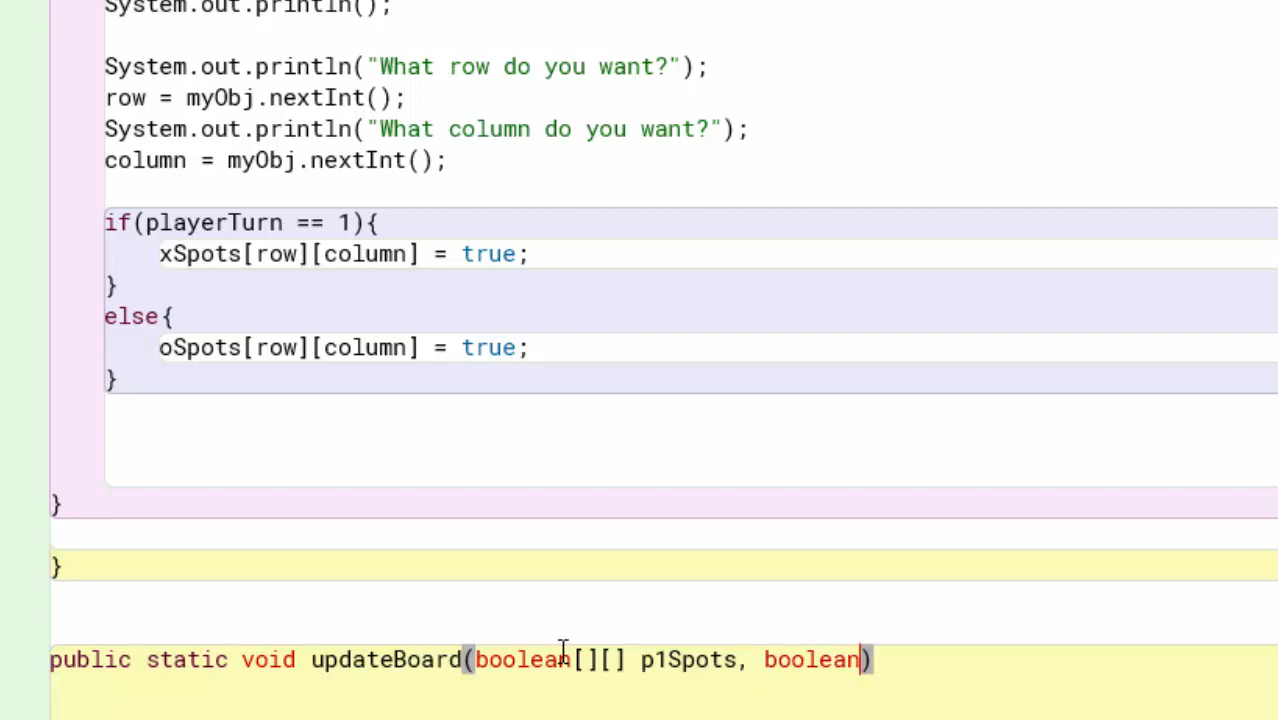 System.out.println();
System.out.println("What row do you want?");
row = myObj.nextInt();
System.out.println("What column do you want?");
column = myObj.nextInt();
if(playerTurn == 1){
xSpots[row][column] = true;
}
else{
oSpots[row][column] = true;
}
}
}
public static void updateBoard(boolean[][] p1Spots, boolean)